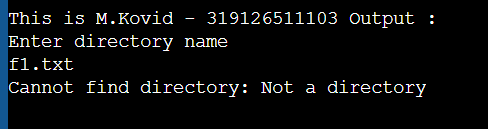 This is M.Kovid - 319126511103 Output :
Enter directory name
f1.txt
Cannot find directory: Not a directory